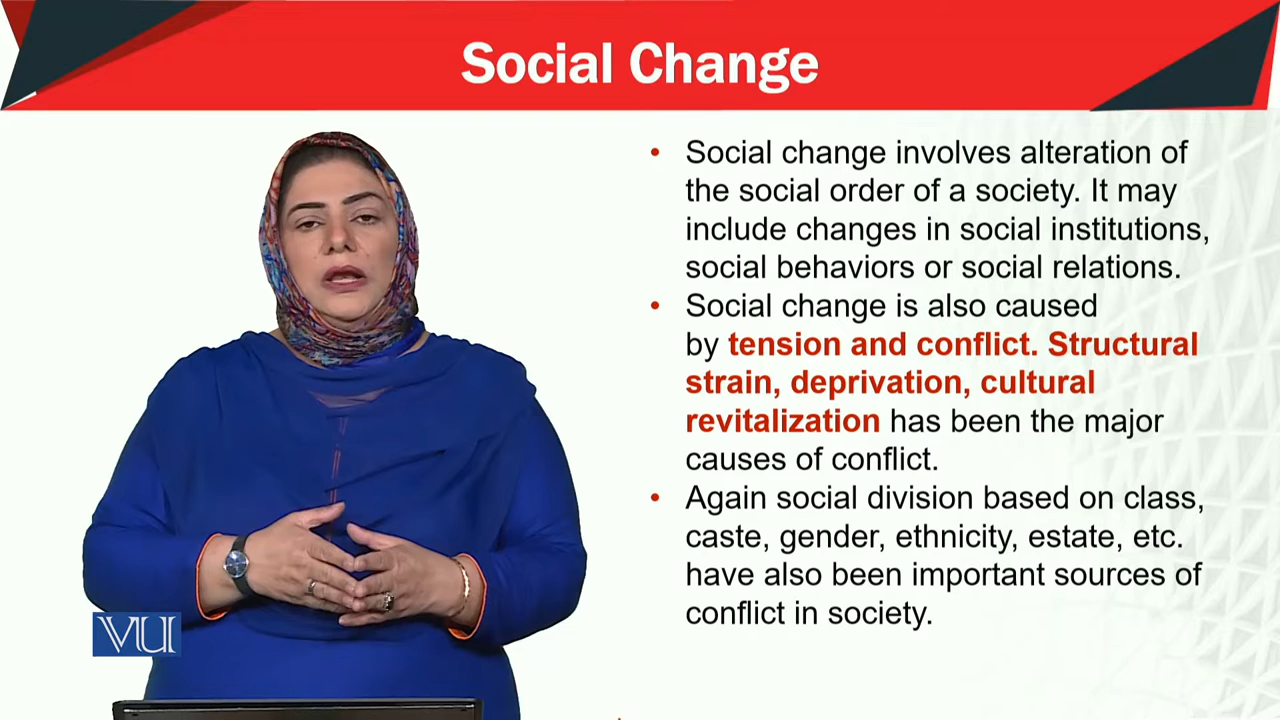 Social Change
• Social change involves alteration of
the social order of a society. It may
include changes in social institutions,
social behaviors or social relations.
• Social change is also caused
by tension and conflict. Structural
strain, deprivation, cultural
revitalization has been the major
causes of conflict.
• Again social division based on class,
caste, gender, ethnicity, estate, etc.
have also been important sources of
conflict in society.
VU